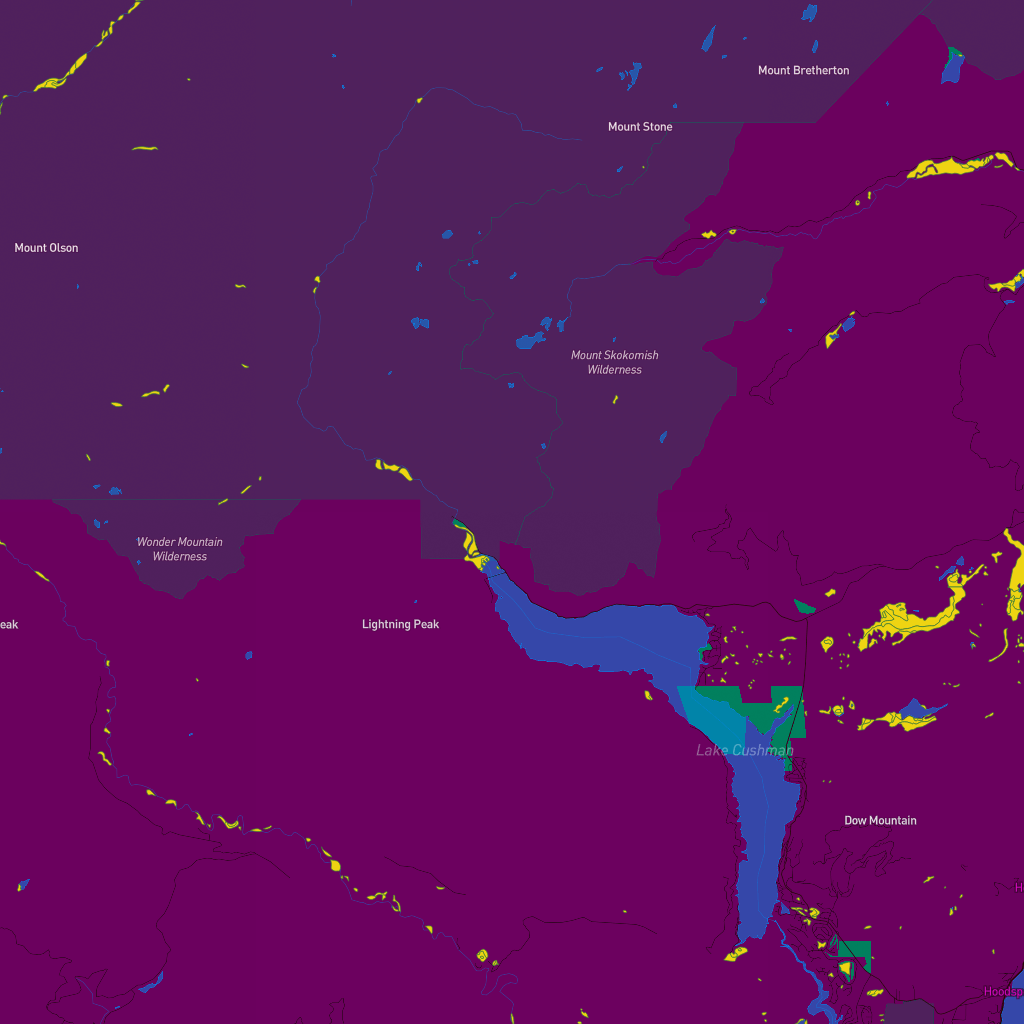 Mount Bretherton
Mount Stone
Mount Olson
Mount Skokomish
Wilderness
Wonder Mountain
Wilderness
eak
Lightning Peak
Lake Cushman
Dow Mountain
H
Hoodsp